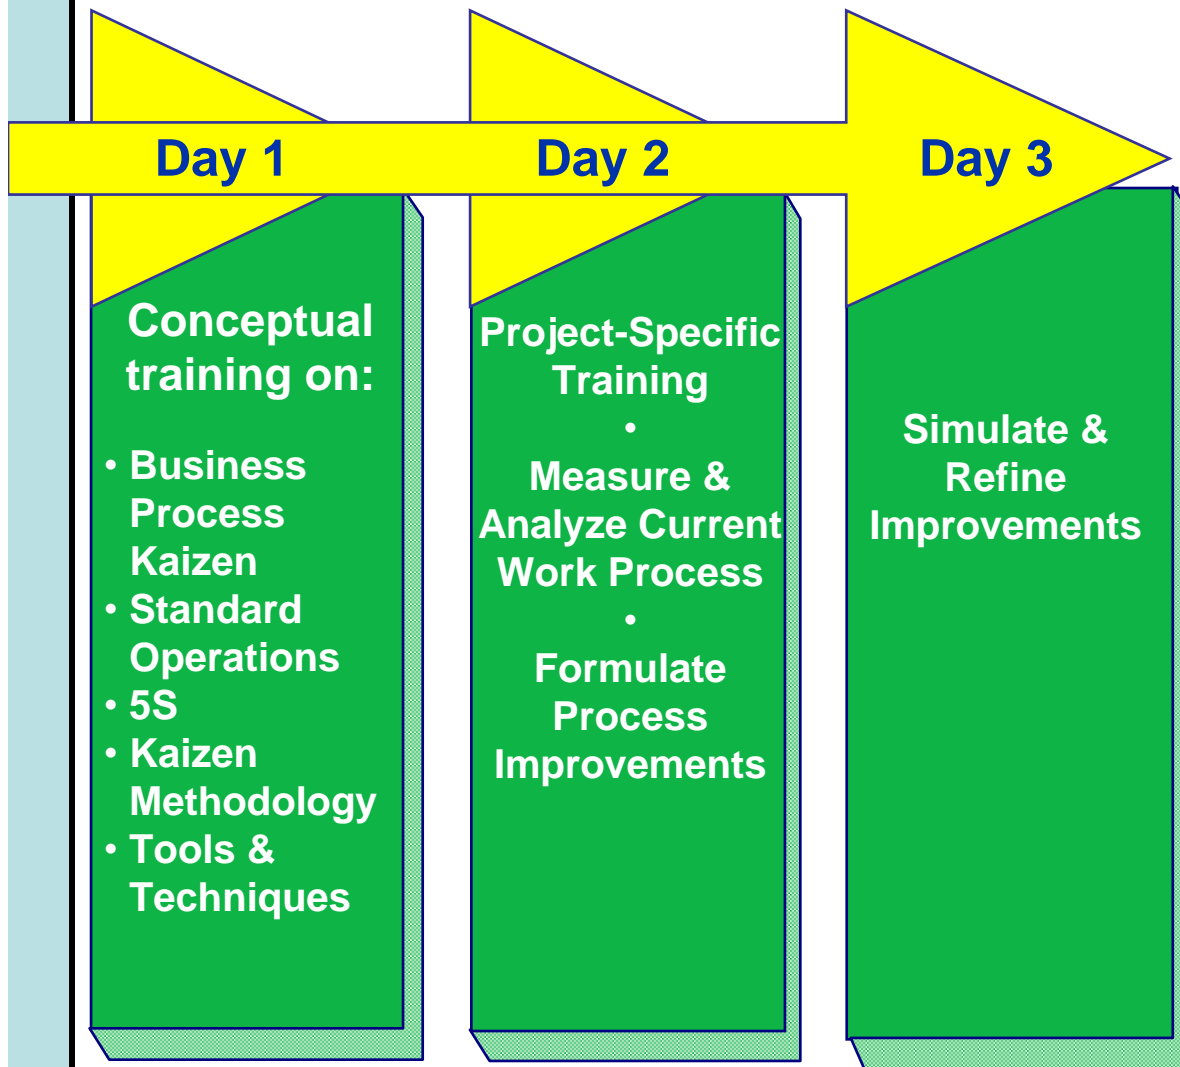 Day 1
Day 2
Day 3
Conceptual
training on:
• Business
Process
Kaizen
• Standard
Operations
• 5S
• Kaizen
Methodology
• Tools &
Techniques
Project-Specific
Training
•
Measure &
Analyze Current
Work Process
•
Formulate
Process
Improvements
Simulate &
Refine
Improvements